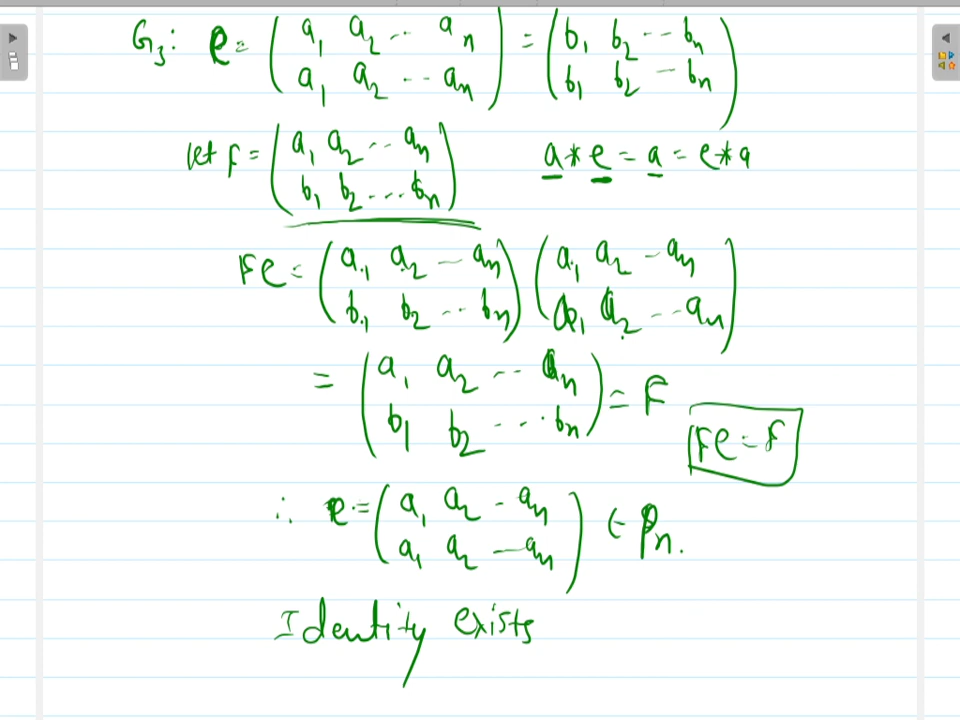 G₃: e = ( a₁ a₂ ... aₙ ) = ( b₁ b₂ ... bₙ )
( a₁ a₂ ... aₙ ) ( b₁ b₂ ... bₙ )
let f = ( a₁ a₂ ... aₙ ) a * e = a = e * a
( b₁ b₂ ... bₙ )
fe = ( a₁ a₂ ... aₙ ) ( a₁ a₂ ... aₙ )
( b₁ b₂ ... bₙ ) ( a₁ a₂ ... aₙ )
= ( a₁ a₂ ... aₙ ) = f
( b₁ b₂ ... bₙ ) fe = f
∴ e = ( a₁ a₂ ... aₙ ) ∈ Pₙ.
( a₁ a₂ ... aₙ )
Identity exists